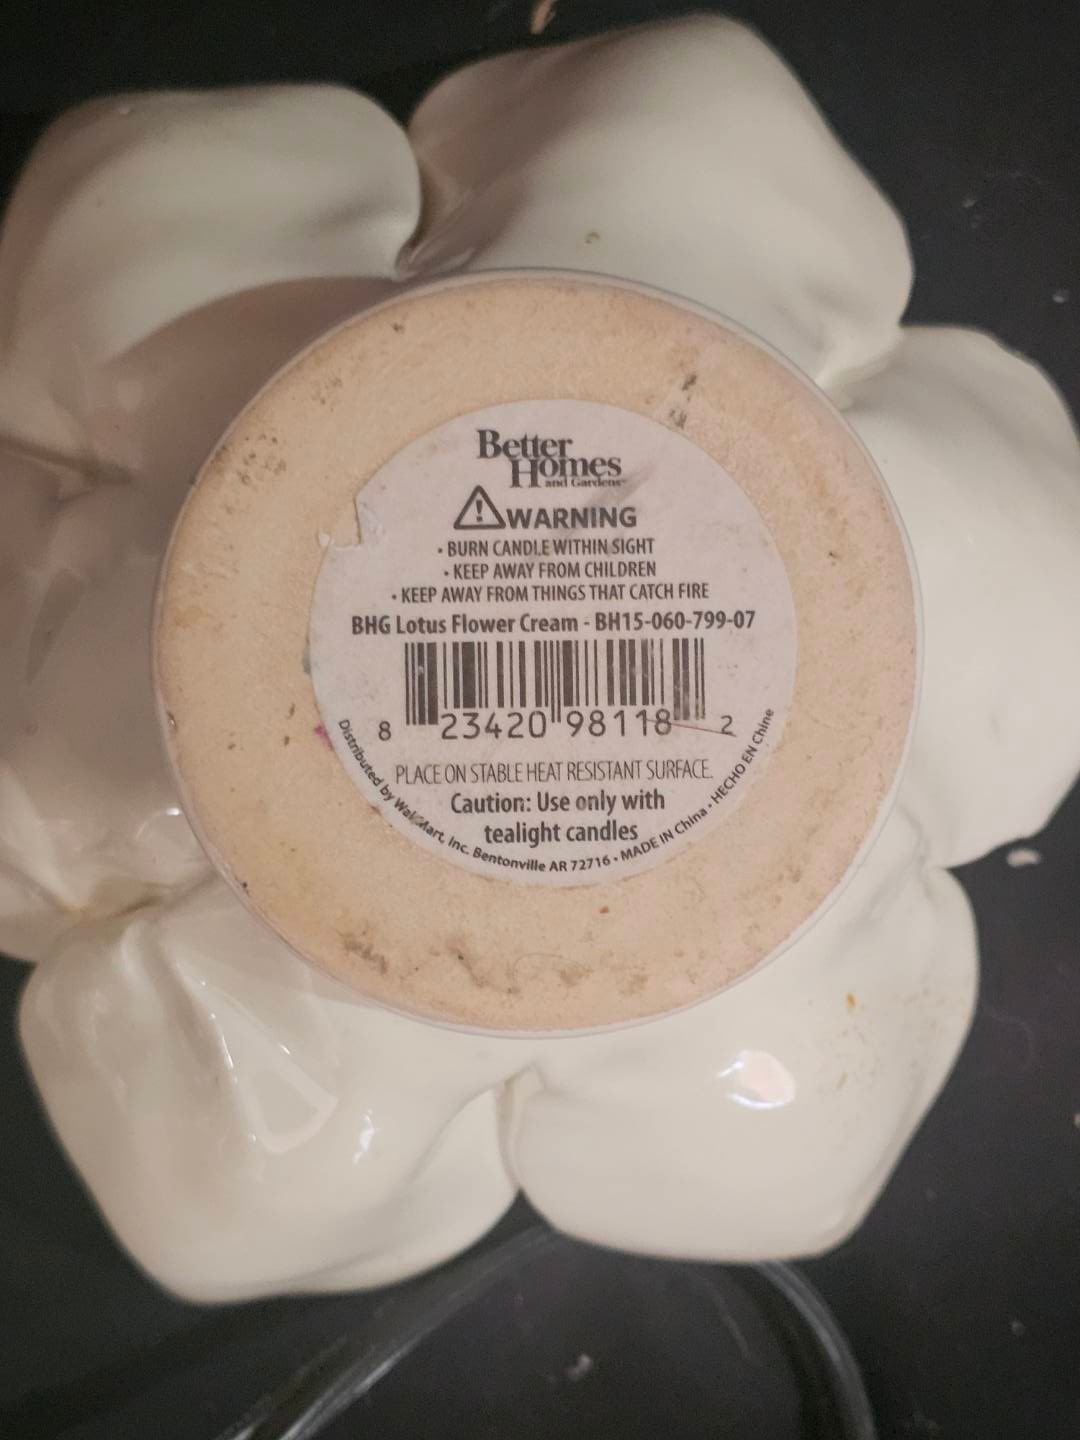 Better
Homes
and Gardens™
WARNING
• BURN CANDLE WITHIN SIGHT
• KEEP AWAY FROM CHILDREN
• KEEP AWAY FROM THINGS THAT CATCH FIRE
BHG Lotus Flower Cream - BH15-060-799-07
8 23420 98118 2
PLACE ON STABLE HEAT RESISTANT SURFACE.
Caution: Use only with
tealight candles
Distributed by Wal-Mart, Inc. Bentonville AR 72716 • MADE IN China • HECHO EN Chine